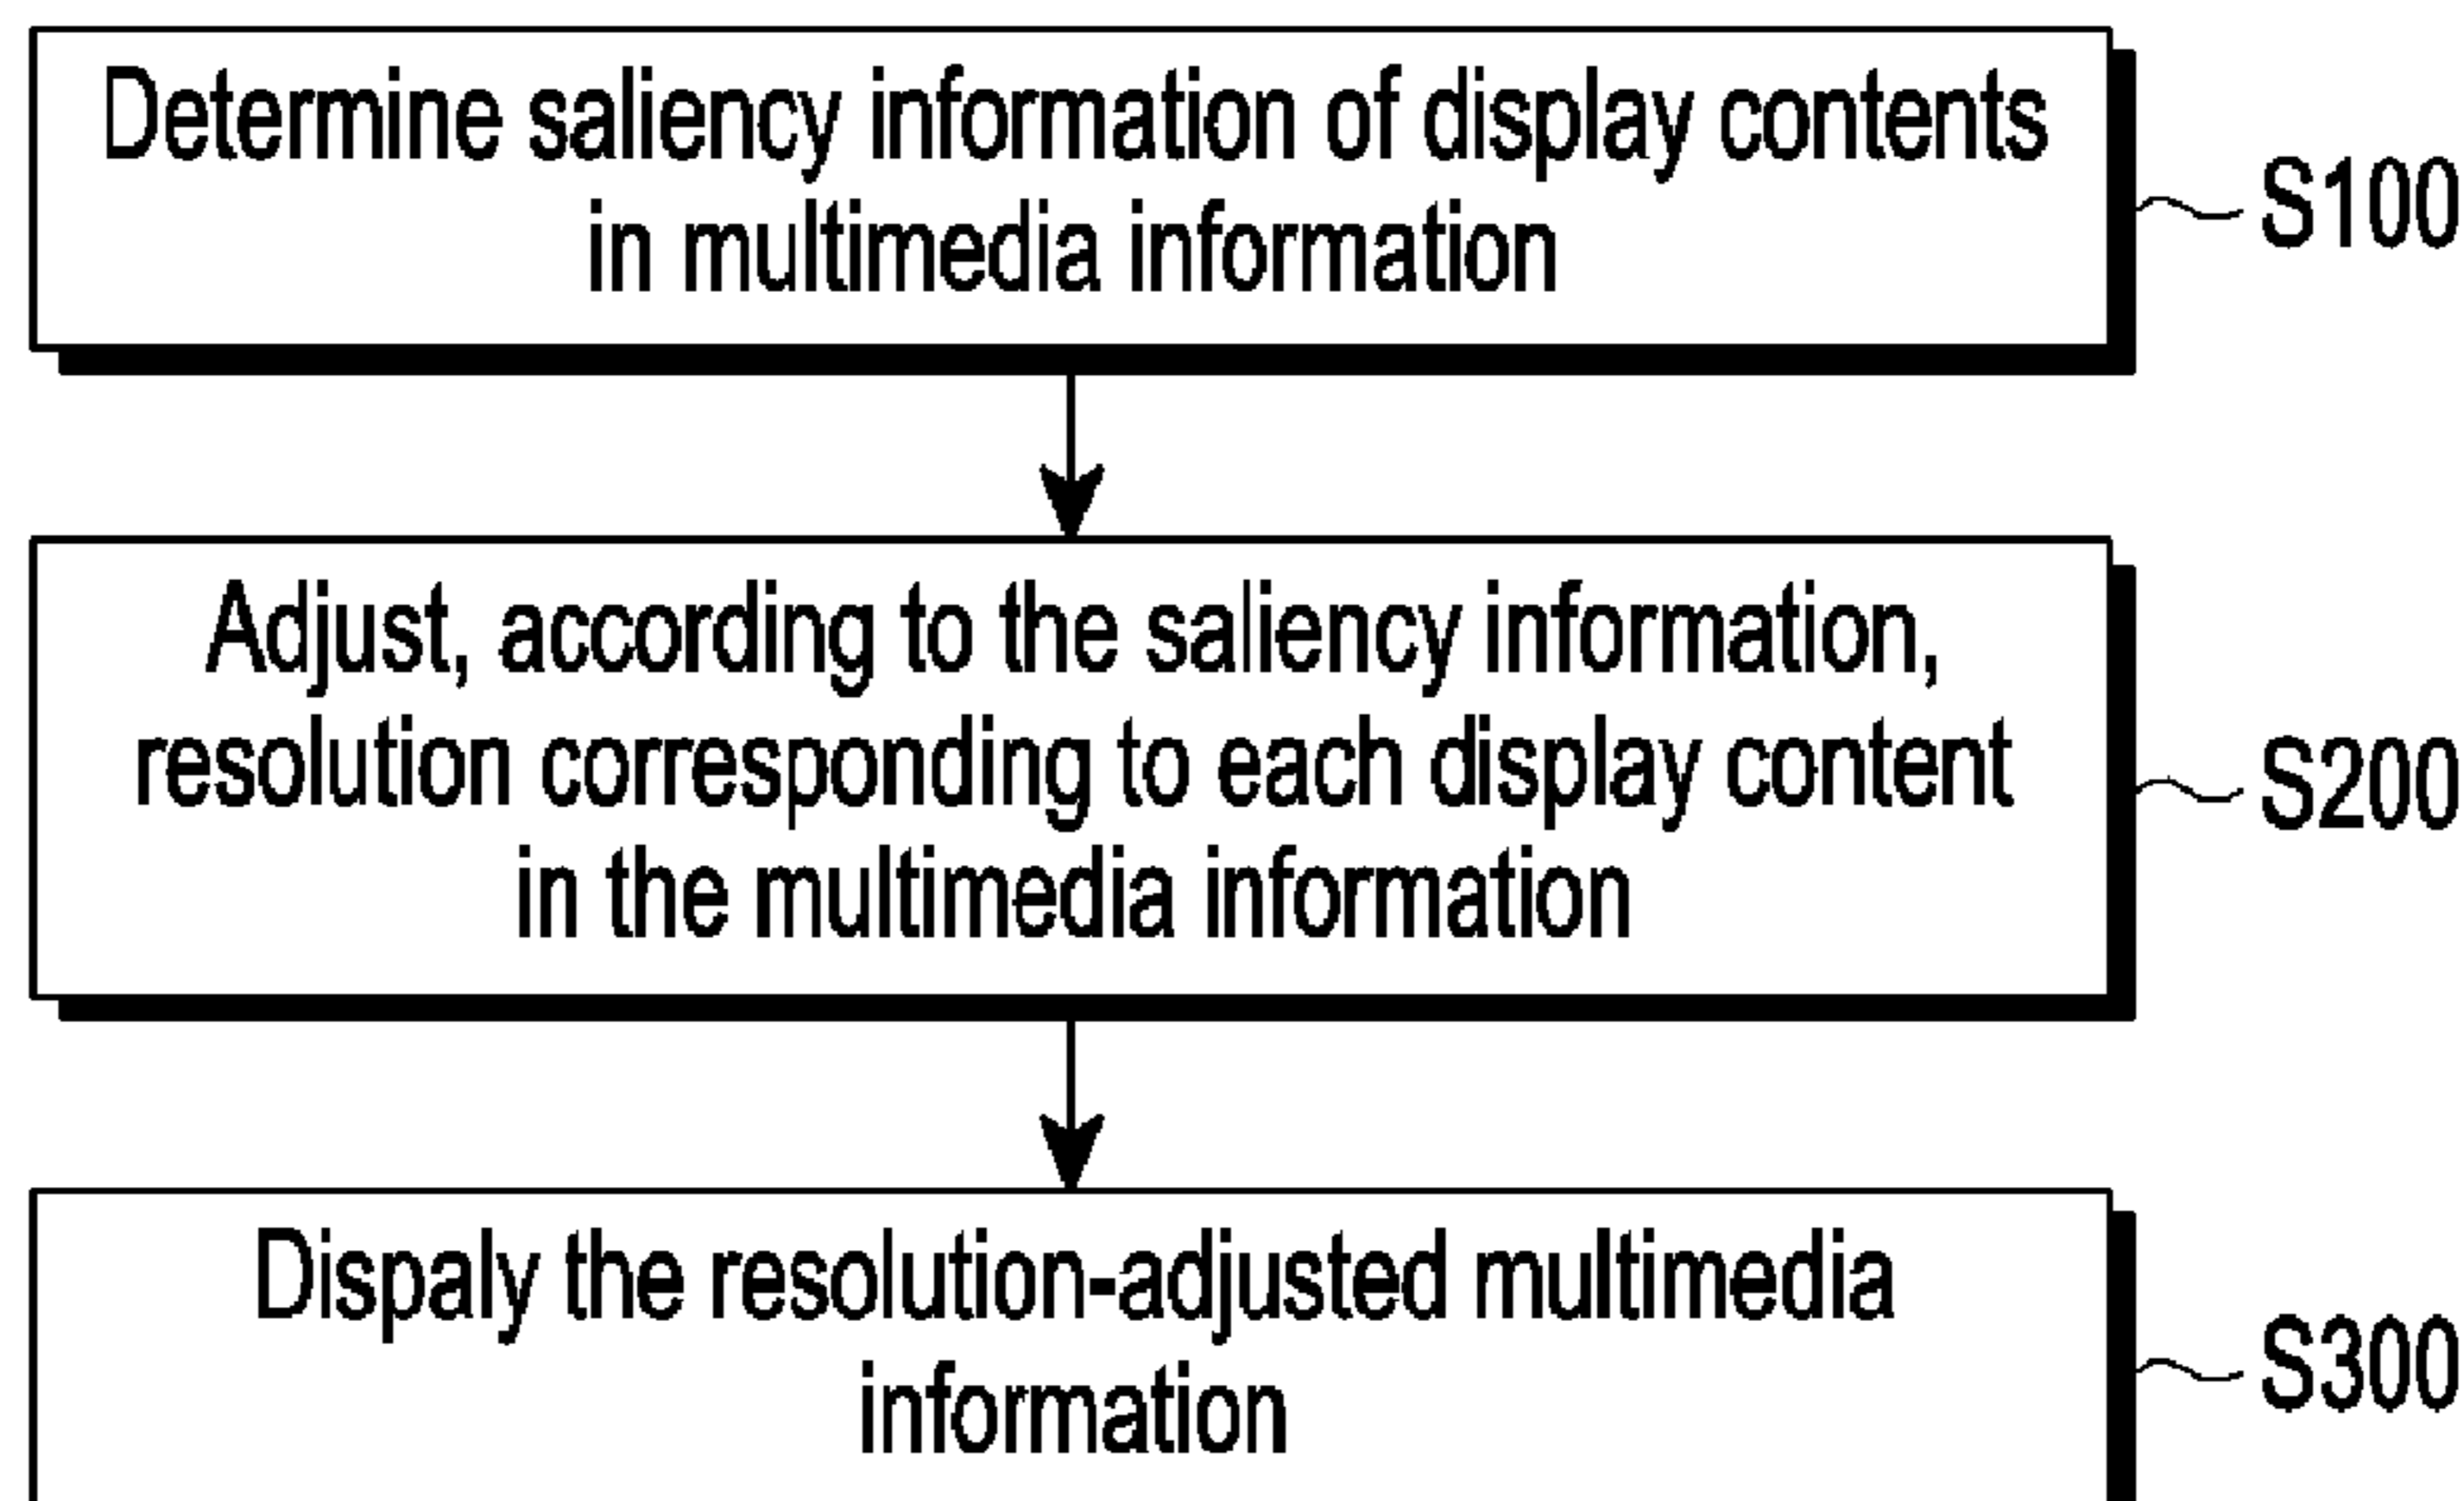 Determine saliency information of display contents
in multimedia information
S100
Adjust, according to the saliency information,
resolution corresponding to each display content
in the multimedia information
S200
Dispaly the resolution-adjusted multimedia
information
S300